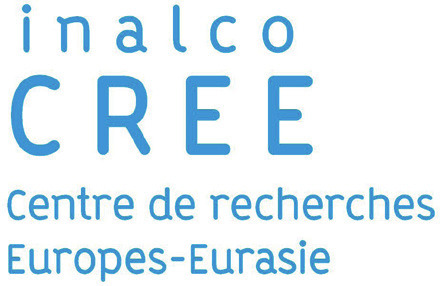 inalco
CREE
Centre de recherches
Europes-Eurasie